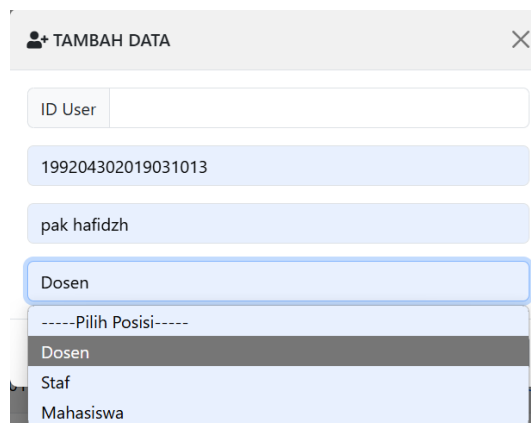 TAMBAH DATA
ID User
199204302019031013
pak hafidzh
Dosen
-----Pilih Posisi-----
Dosen
Staf
Mahasiswa